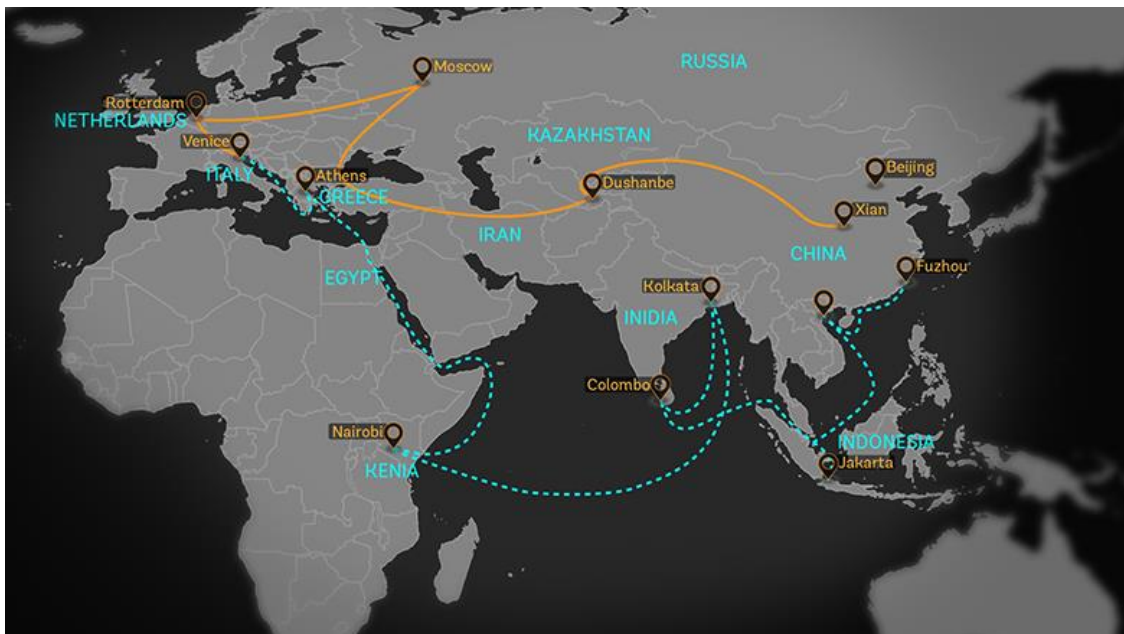 Moscow
RUSSIA
Rotterdam
NETHERLANDS
KAZAKHSTAN
Venice
ITALY
Athens
GREECE
Dushanbe
Beijing
Xian
IRAN
CHINA
EGYPT
Fuzhou
Kolkata
INIDIA
Colombo
Nairobi
KENIA
INDONESIA
Jakarta